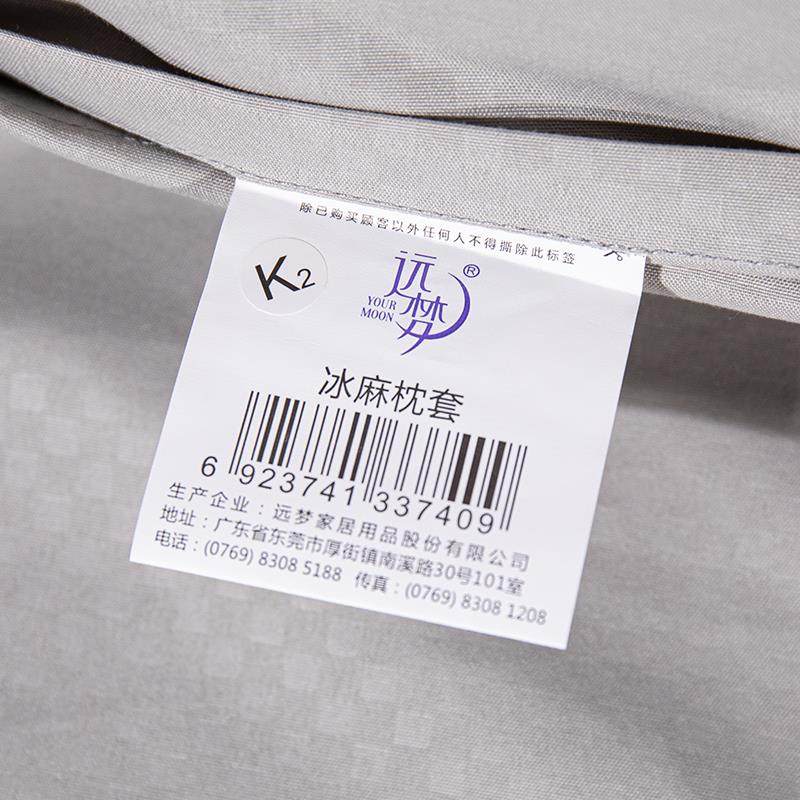 除已购买顾客以外任何人不得撕除此标签
K2
远梦®
YOUR
MOON
冰麻枕套
6 923741 337409
生产企业：远梦家居用品股份有限公司
地址：广东省东莞市厚街镇南溪路30号101室
电话：(0769) 8308 5188 传真：(0769) 8308 1208